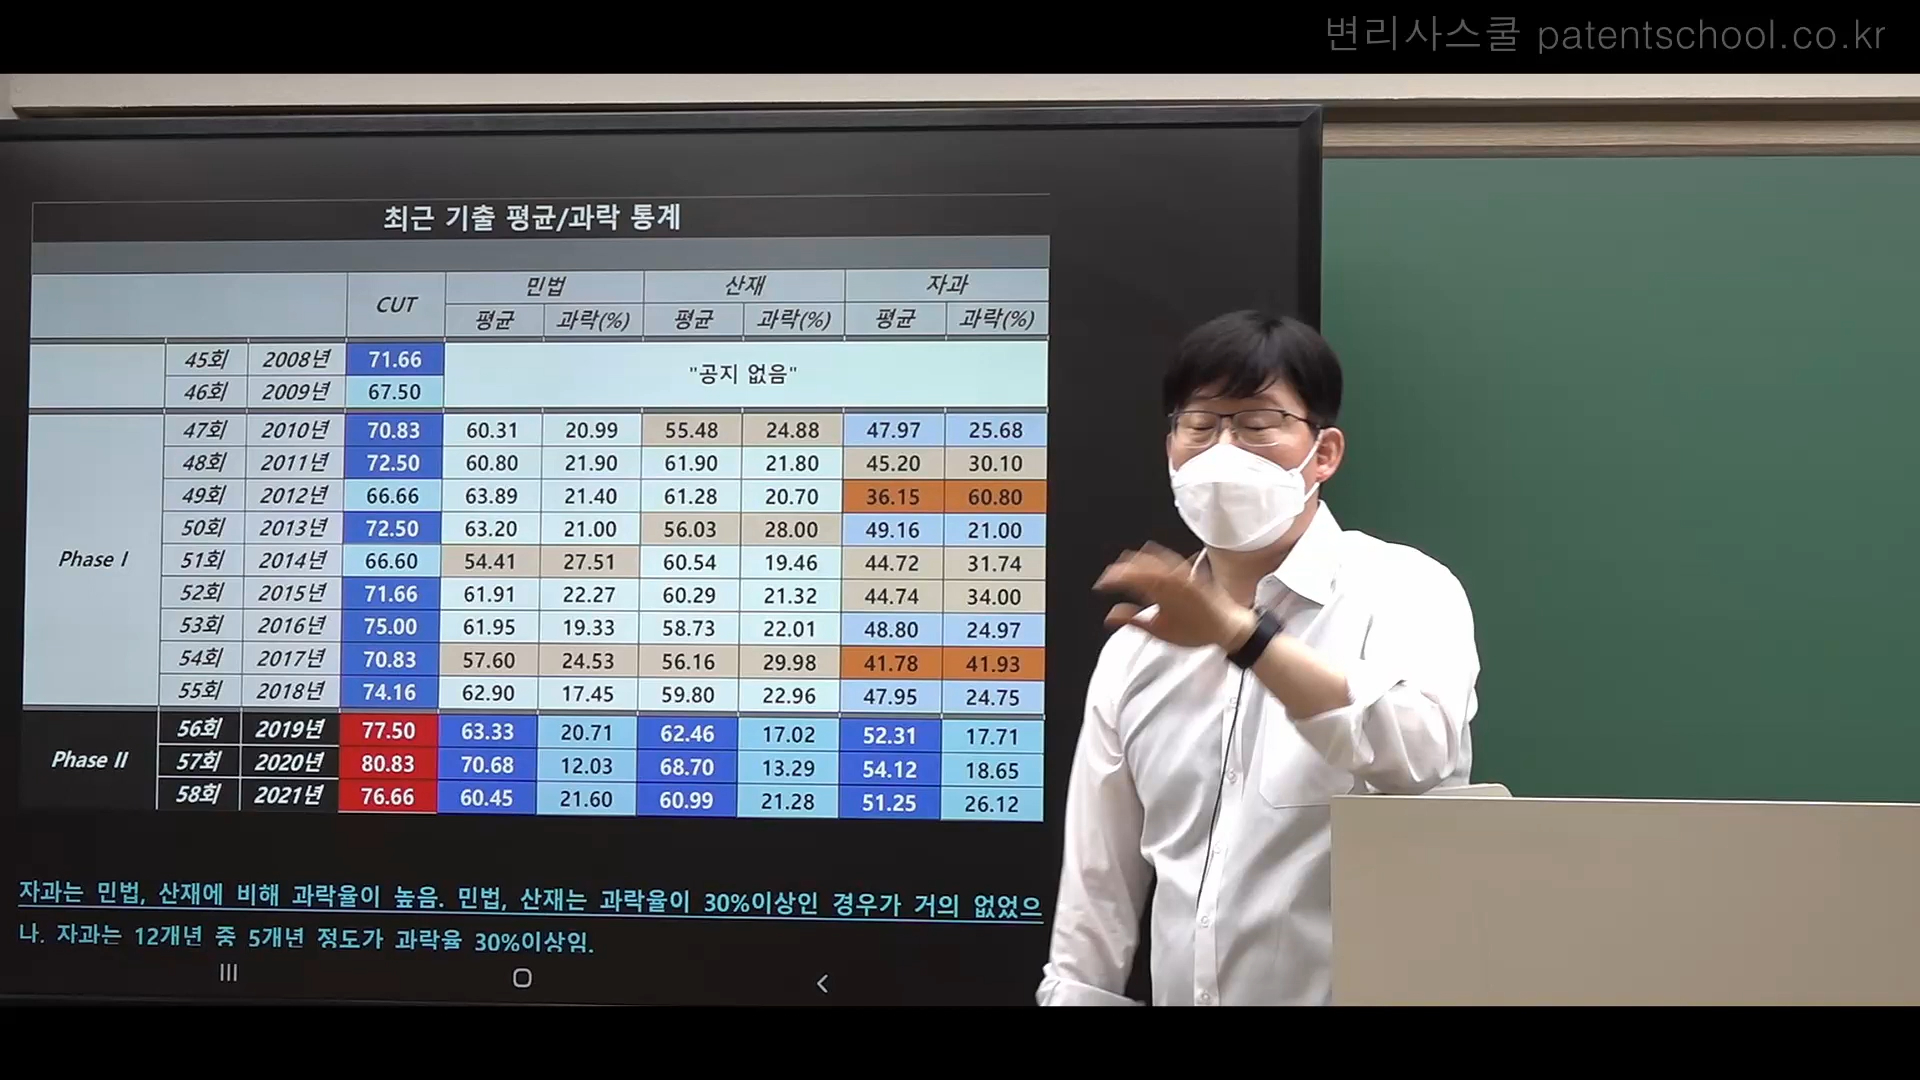 변리사스쿨 patentschool.co.kr
최근 기출 평균/과락 통계
CUT 민법 산재 자과
평균 과락(%) 평균 과락(%) 평균 과락(%)
45회 2008년 71.66 "공지 없음"
46회 2009년 67.50
Phase I
47회 2010년 70.83 60.31 20.99 55.48 24.88 47.97 25.68
48회 2011년 72.50 60.80 21.90 61.90 21.80 45.20 30.10
49회 2012년 66.66 63.89 21.40 61.28 20.70 36.15 60.80
50회 2013년 72.50 63.20 21.00 56.03 28.00 49.16 21.00
51회 2014년 66.60 54.41 27.51 60.54 19.46 44.72 31.74
52회 2015년 71.66 61.91 22.27 60.29 21.32 44.74 34.00
53회 2016년 75.00 61.95 19.33 58.73 22.01 48.80 24.97
54회 2017년 70.83 57.60 24.53 56.16 29.98 41.78 41.93
55회 2018년 74.16 62.90 17.45 59.80 22.96 47.95 24.75
Phase II
56회 2019년 77.50 63.33 20.71 62.46 17.02 52.31 17.71
57회 2020년 80.83 70.68 12.03 68.70 13.29 54.12 18.65
58회 2021년 76.66 60.45 21.60 60.99 21.28 51.25 26.12
자과는 민법, 산재에 비해 과락율이 높음. 민법, 산재는 과락율이 30%이상인 경우가 거의 없었으
나. 자과는 12개년 중 5개년 정도가 과락율 30%이상임.